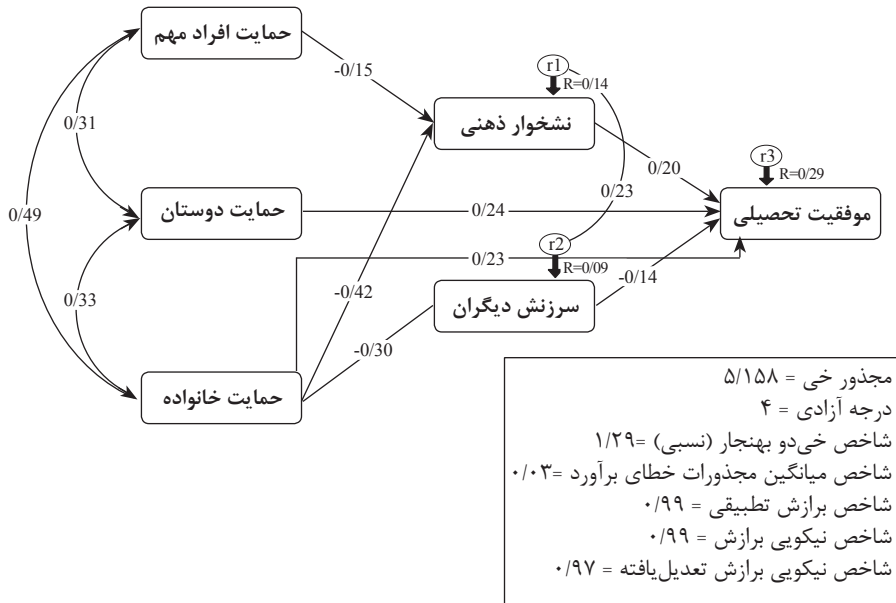 حمایت افراد مهم
-0/15
r1
R=0/14
نشخوار ذهنی
0/31
0/20
r3
R=0/29
0/49
حمایت دوستان
0/24
0/23
موفقیت تحصیلی
r2
0/23
R=0/09
0/33
-0/42
سرزنش دیگران
-0/14
-0/30
حمایت خانواده
مجذور خی = ۵/۱۵۸
درجه آزادی = ۴
شاخص خی‌دو بهنجار (نسبی) =۱/۲۹
شاخص میانگین مجذورات خطای برآورد =۰/۰۳
شاخص برازش تطبیقی = ۰/۹۹
شاخص نیکویی برازش = ۰/۹۹
شاخص نیکویی برازش تعدیل‌یافته = ۰/۹۷